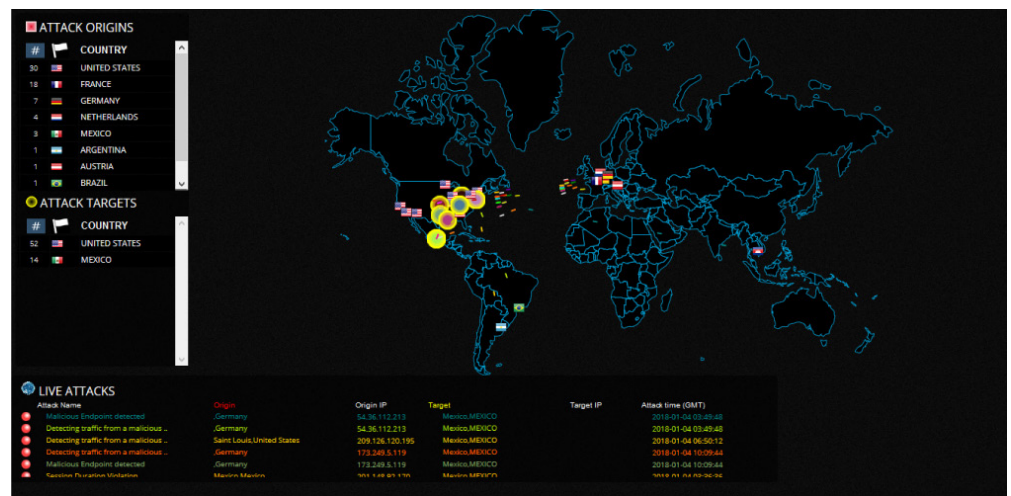 ATTACK ORIGINS
# COUNTRY
30 UNITED STATES
18 FRANCE
7 GERMANY
4 NETHERLANDS
3 MEXICO
1 ARGENTINA
1 AUSTRIA
1 BRAZIL
ATTACK TARGETS
# COUNTRY
52 UNITED STATES
14 MEXICO
LIVE ATTACKS
Attack Name Origin Origin IP Target Target IP Attack time (GMT)
Malicious Endpoint detected ,Germany 54.36.112.213 Mexico,MEXICO 2018-01-04 03:49:48
Detecting traffic from a malicious .. ,Germany 54.36.112.213 Mexico,MEXICO 2018-01-04 03:49:48
Detecting traffic from a malicious .. Saint Louis,United States 209.126.120.195 Mexico,MEXICO 2018-01-04 06:50:12
Detecting traffic from a malicious .. ,Germany 173.249.5.119 Mexico,MEXICO 2018-01-04 10:09:44
Malicious Endpoint detected ,Germany 173.249.5.119 Mexico,MEXICO 2018-01-04 10:09:44
Session Duration Violation Mexico,Mexico Mexico,MEXICO